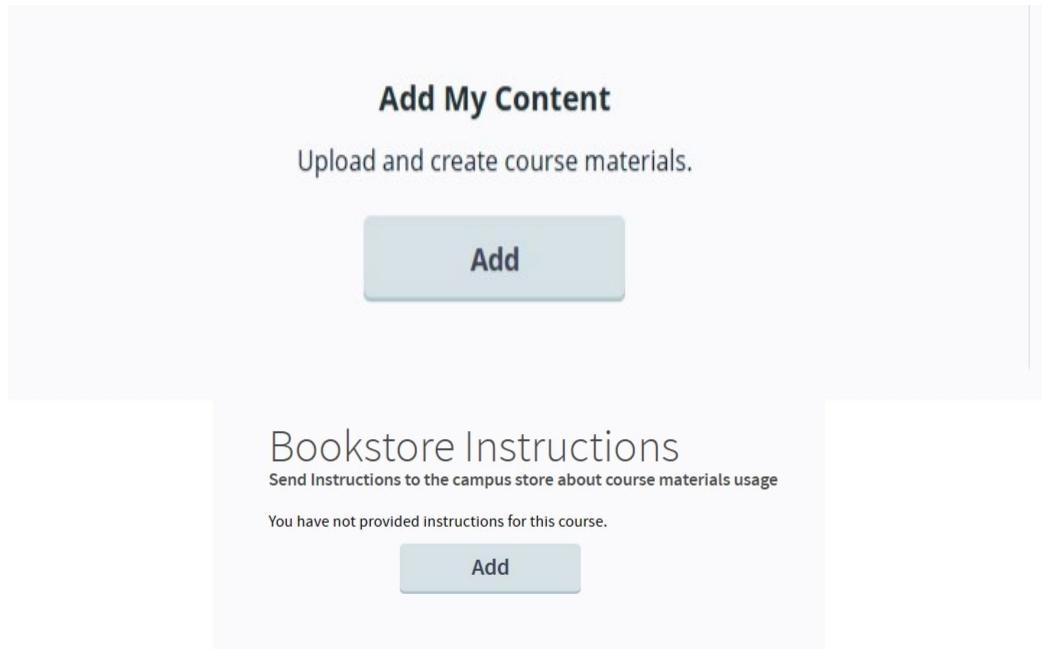 Add My Content
Upload and create course materials.
Add
Bookstore Instructions
Send Instructions to the campus store about course materials usage
You have not provided instructions for this course.
Add